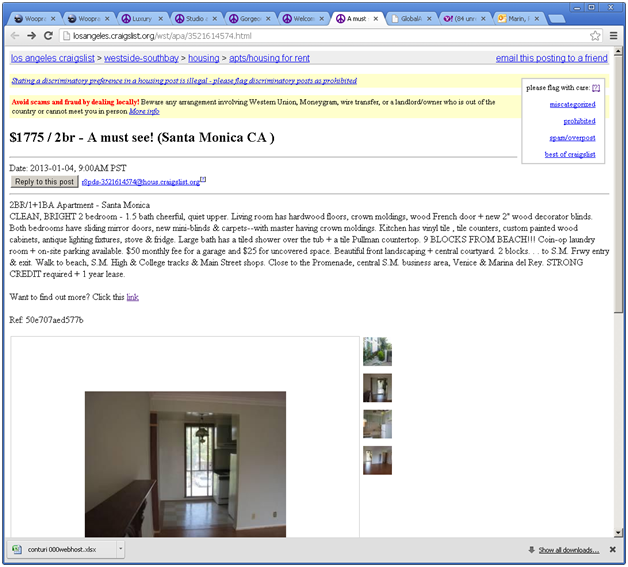 Woopra
Woopra
Luxury
Studio
Gorgeo
Welcom
A must
GlobalA
(84 unr
Marin,
losangeles.craigslist.org/wst/apa/3521614574.html
los angeles craigslist > westside-southbay > housing > apts/housing for rent
email this posting to a friend
Stating a discriminatory preference in a housing post is illegal - please flag discriminatory posts as prohibited
please flag with care: [?]
miscategorized
prohibited
spam/overpost
best of craigslist
Avoid scams and fraud by dealing locally! Beware any arrangement involving Western Union, Moneygram, wire transfer, or a landlord/owner who is out of the
country or cannot meet you in person. More info
$1775 / 2br - A must see! (Santa Monica CA )
Date: 2013-01-04, 9:00AM PST
Reply to this post r8pds-3521614574@hous.craigslist.org [?]
2BR/1+1BA Apartment - Santa Monica
CLEAN, BRIGHT 2 bedroom - 1.5 bath cheerful, quiet upper. Living room has hardwood floors, crown moldings, wood French door + new 2" wood decorator blinds.
Both bedrooms have sliding mirror doors, new mini-blinds & carpets--with master having crown moldings. Kitchen has vinyl tile , tile counters, custom painted wood
cabinets, antique lighting fixtures, stove & fridge. Large bath has a tiled shower over the tub + a tile Pullman countertop. 9 BLOCKS FROM BEACH!!! Coin-op laundry
room + on-site parking available. $50 monthly fee for a garage and $25 for uncovered space. Beautiful front landscaping + central courtyard. 2 blocks. . . to S.M. Frwy entry
& exit. Walk to beach, S.M. High & College tracks & Main Street shops. Close to the Promenade, central S.M. business area, Venice & Marina del Rey. STRONG
CREDIT required + 1 year lease.
Want to find out more? Click this link
Ref: 50e707aed577b
conturi 000webhost.xlsx
Show all downloads...